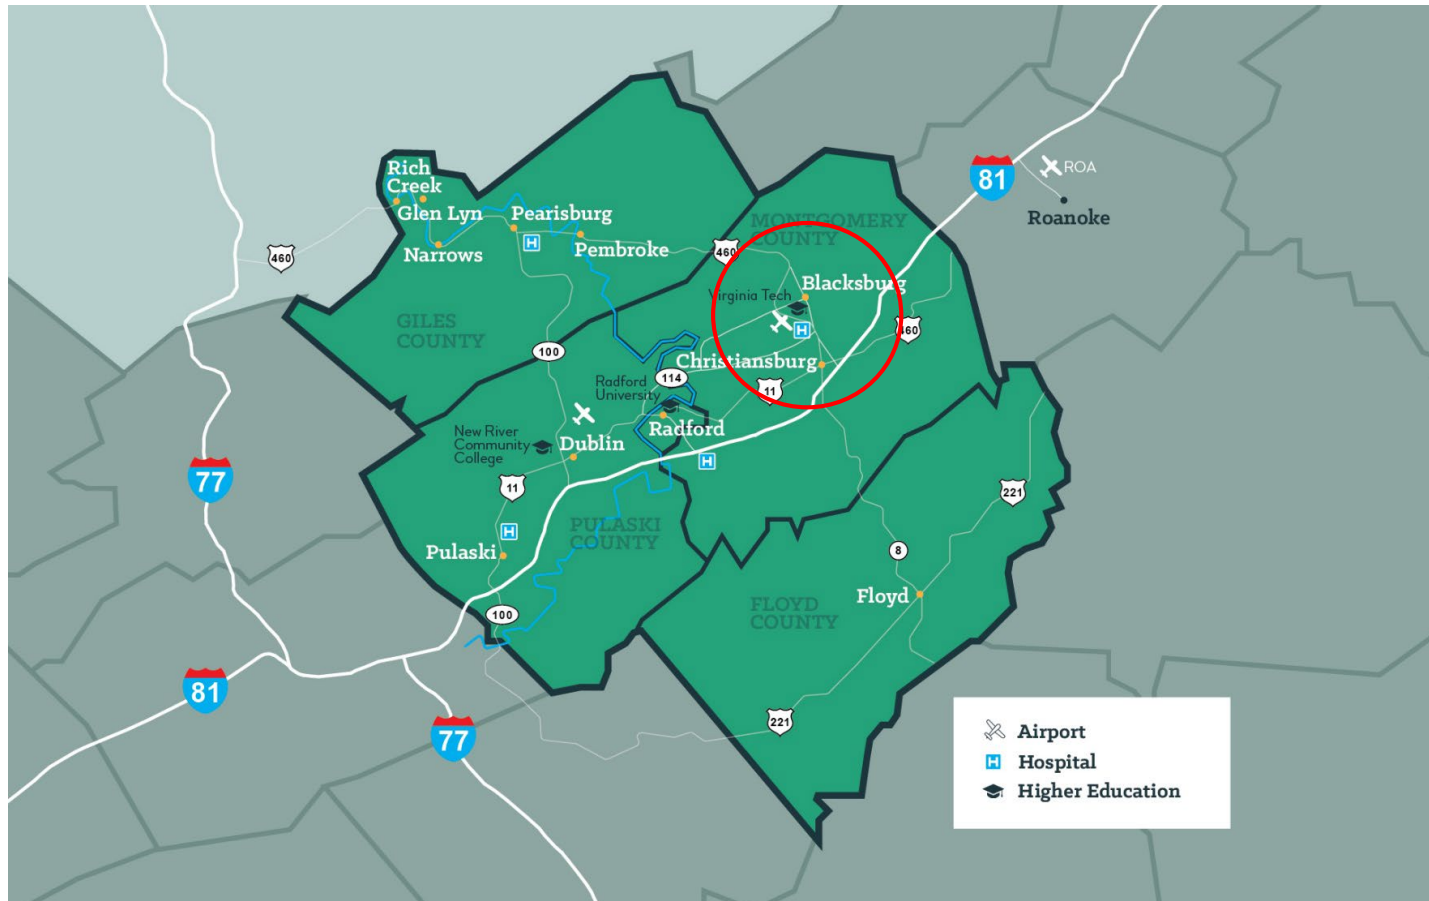 Rich
Creek
Glen Lyn
Narrows
Pearisburg
Pembroke
460
GILES
COUNTY
100
MONTGOMERY
COUNTY
460
Blacksburg
Virginia Tech
Christiansburg
460
11
114
Radford
University
Radford
81
ROA
Roanoke
New River
Community
College
Dublin
11
77
PULASKI
COUNTY
Pulaski
100
221
8
Floyd
FLOYD
COUNTY
221
81
77
Airport
Hospital
Higher Education
H
H
H
H
H